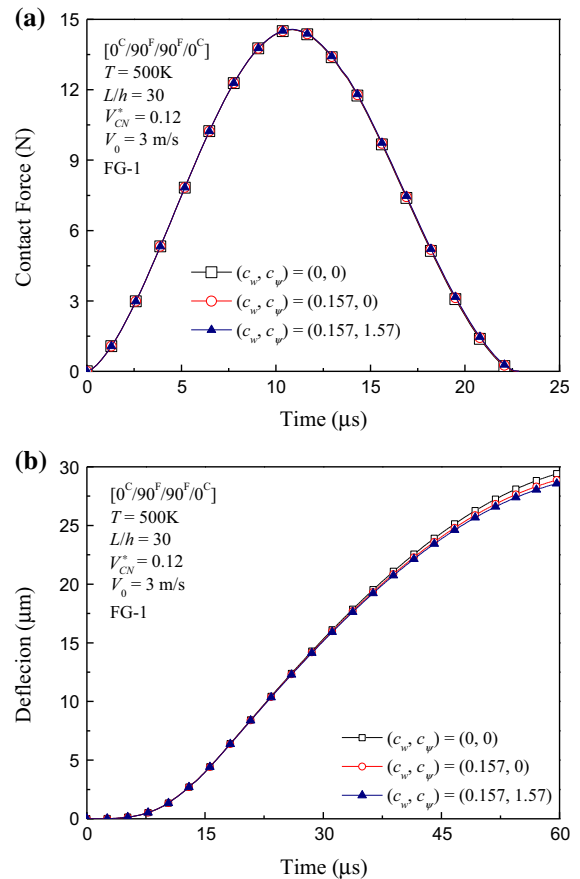 (a)
15
12
9
6
3
0
Contact Force (N)
[0^C/90^F/90^F/0^C]
T = 500K
L/h = 30
V*_CN = 0.12
V_0 = 3 m/s
FG-1
(c_w, c_ψ) = (0, 0)
(c_w, c_ψ) = (0.157, 0)
(c_w, c_ψ) = (0.157, 1.57)
0 5 10 15 20 25
Time (μs)
(b)
30
25
20
15
10
5
0
Deflecion (μm)
[0^C/90^F/90^F/0^C]
T = 500K
L/h = 30
V*_CN = 0.12
V_0 = 3 m/s
FG-1
(c_w, c_ψ) = (0, 0)
(c_w, c_ψ) = (0.157, 0)
(c_w, c_ψ) = (0.157, 1.57)
0 15 30 45 60
Time (μs)